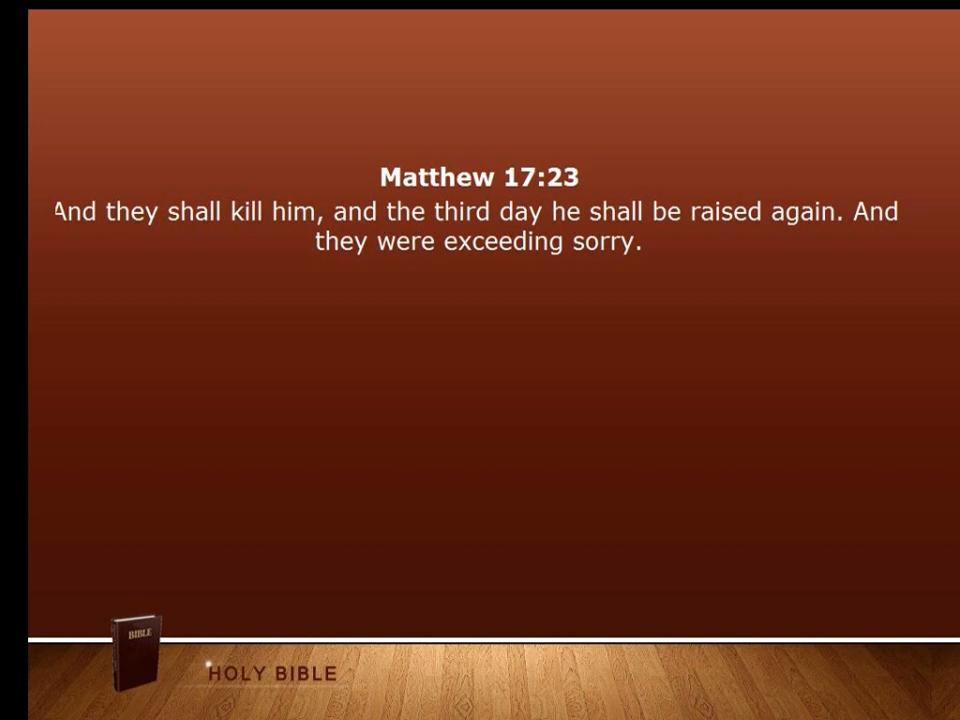 Matthew 17:23
And they shall kill him, and the third day he shall be raised again. And
they were exceeding sorry.
BIBLE
HOLY BIBLE